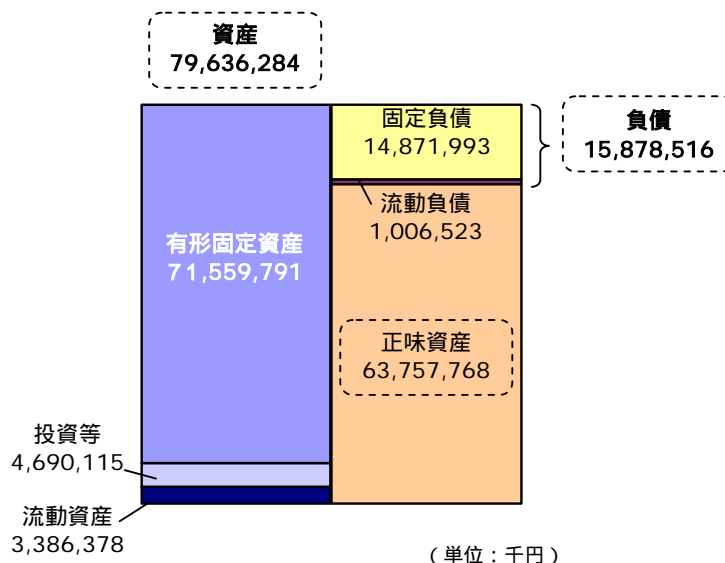 資産
79,636,284
固定負債
14,871,993
負債
15,878,516
流動負債
1,006,523
有形固定資産
71,559,791
正味資産
63,757,768
投資等
4,690,115
流動資産
3,386,378
(単位:千円)